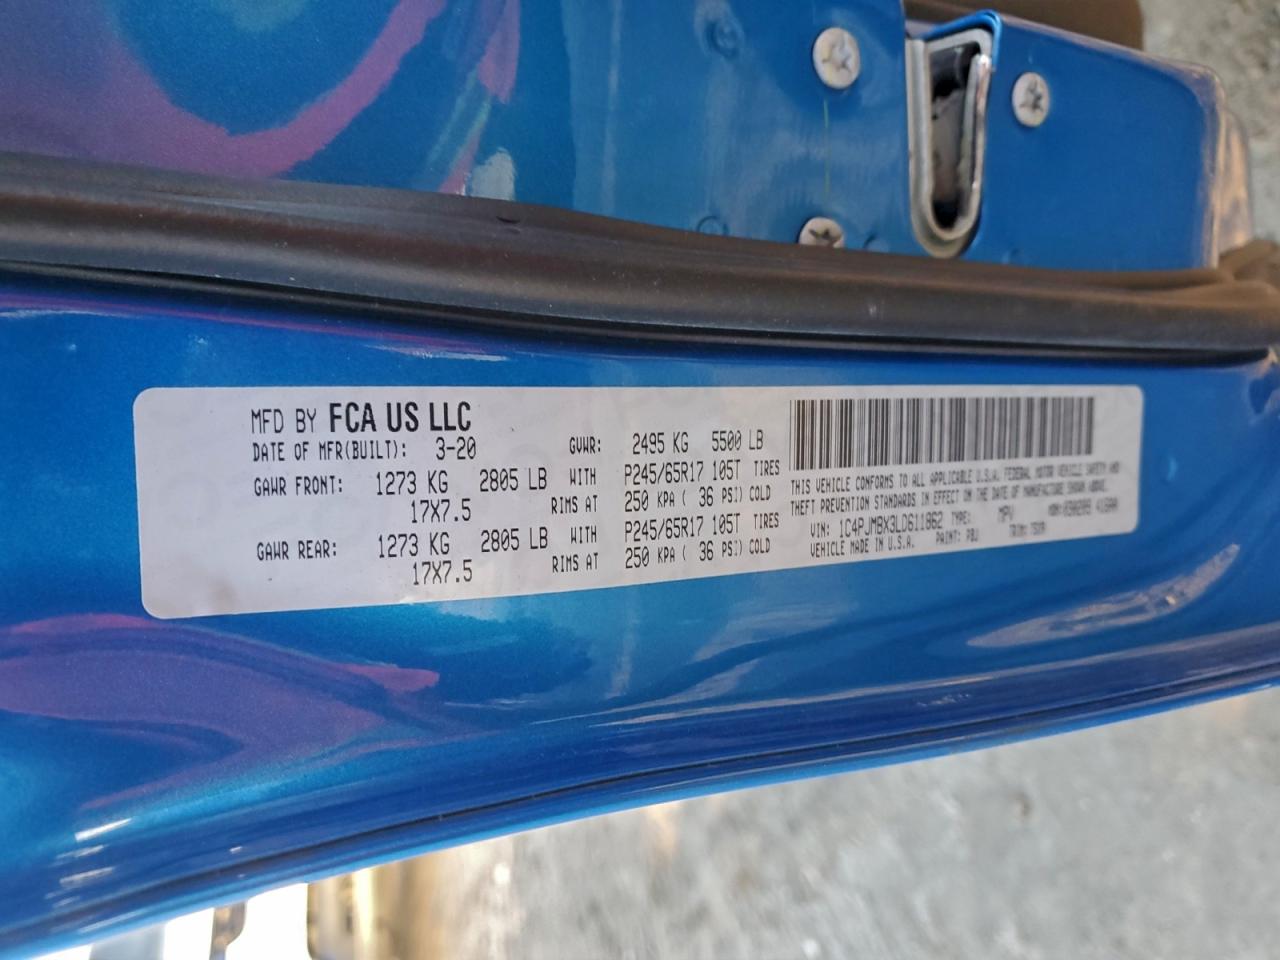 MFD BY FCA US LLC
DATE OF MFR(BUILT): 3-20 GVWR: 2495 KG 5500 LB
GAWR FRONT: 1273 KG 2805 LB WITH P245/65R17 105T TIRES
17X7.5 RIMS AT 250 KPA ( 36 PSI) COLD
GAWR REAR: 1273 KG 2805 LB WITH P245/65R17 105T TIRES
17X7.5 RIMS AT 250 KPA ( 36 PSI) COLD
THIS VEHICLE CONFORMS TO ALL APPLICABLE U.S.A. FEDERAL MOTOR VEHICLE SAFETY AND
THEFT PREVENTION STANDARDS IN EFFECT ON THE DATE OF MANUFACTURE SHOWN ABOVE.
VIN: 1C4PJMBX3LD611862 TYPE: MPV MDH:
VEHICLE MADE IN U.S.A. PAINT: PBJ TRIM: